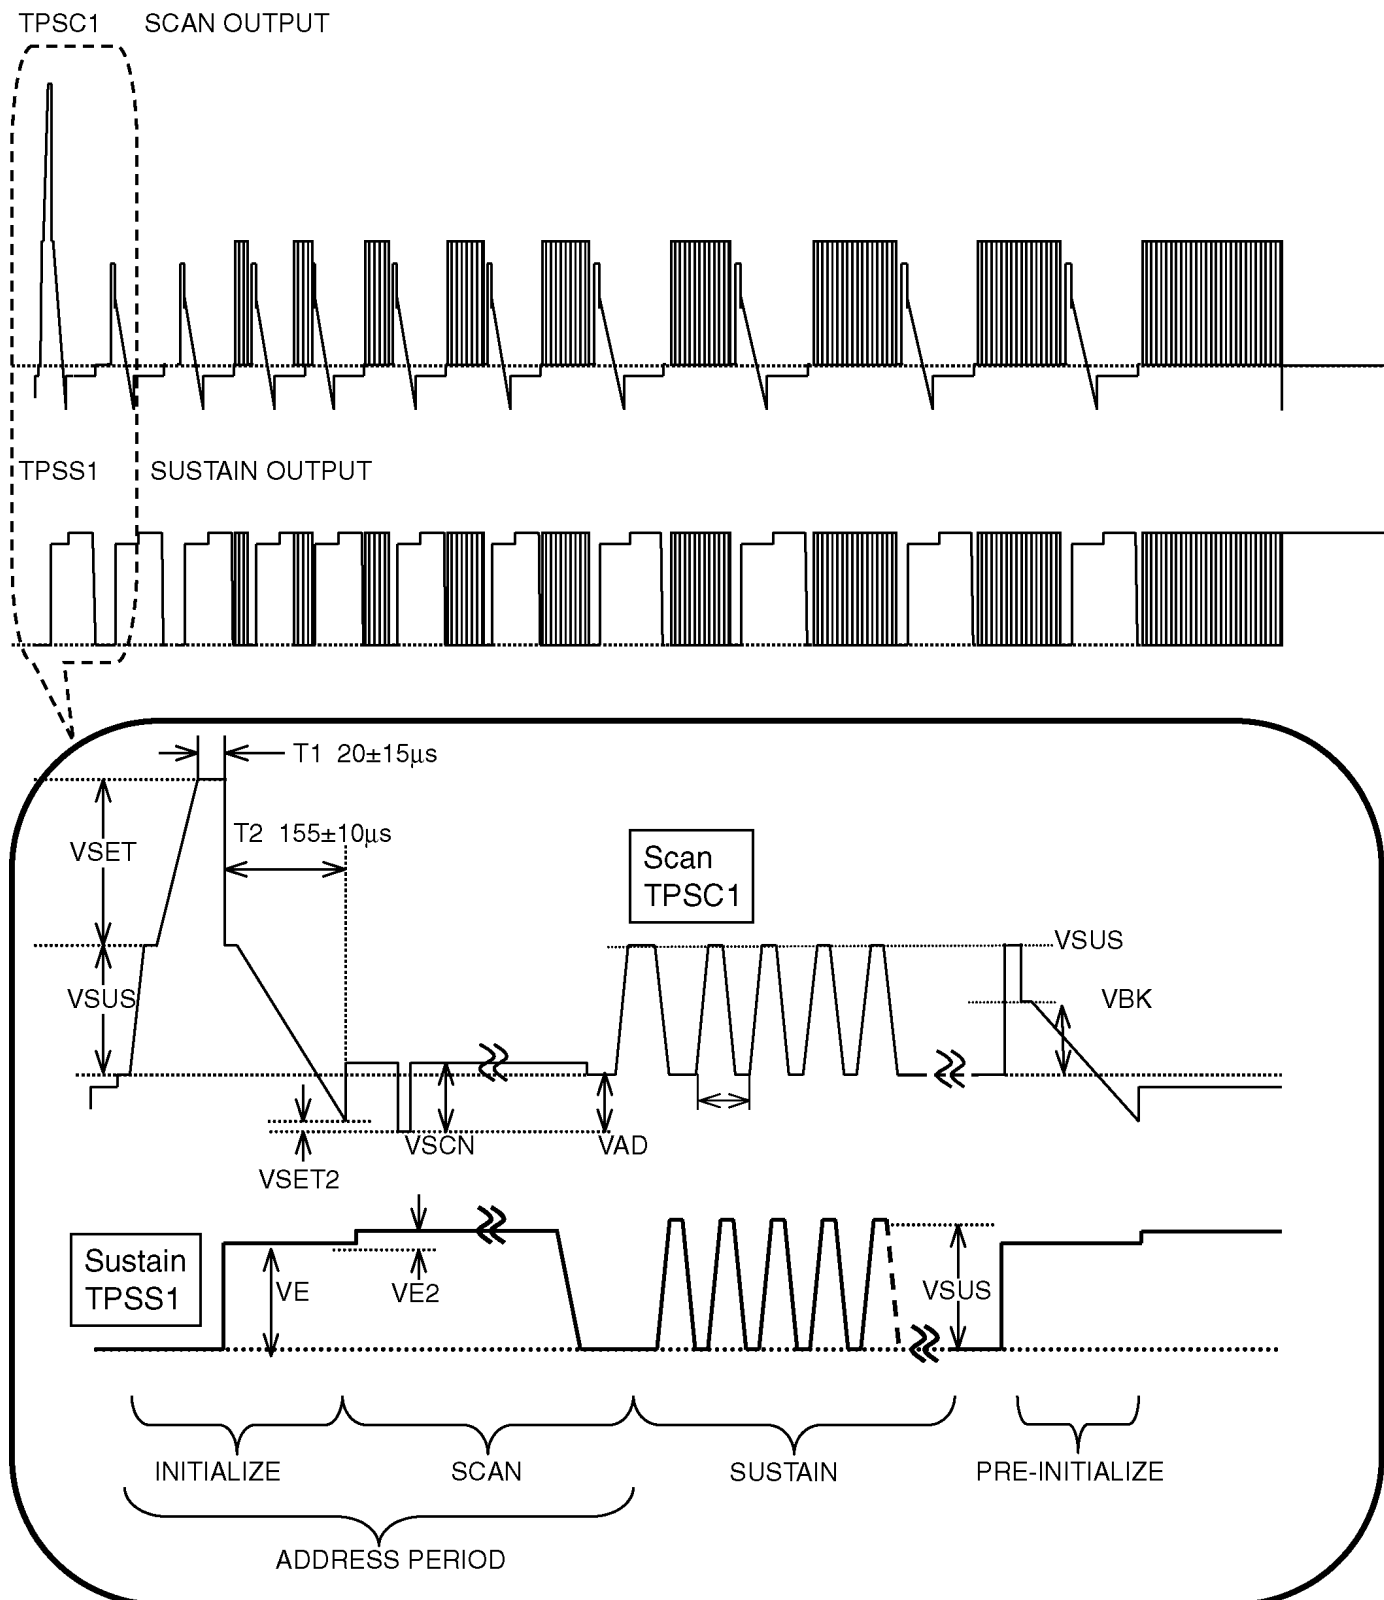 TPSC1 SCAN OUTPUT
TPSS1 SUSTAIN OUTPUT
T1 20±15μs
T2 155±10μs
VSET
Scan
TPSC1
VSUS
VSUS
VBK
VSCN
VAD
VSET2
Sustain
TPSS1
VE
VE2
VSUS
INITIALIZE
SCAN
SUSTAIN
PRE-INITIALIZE
ADDRESS PERIOD